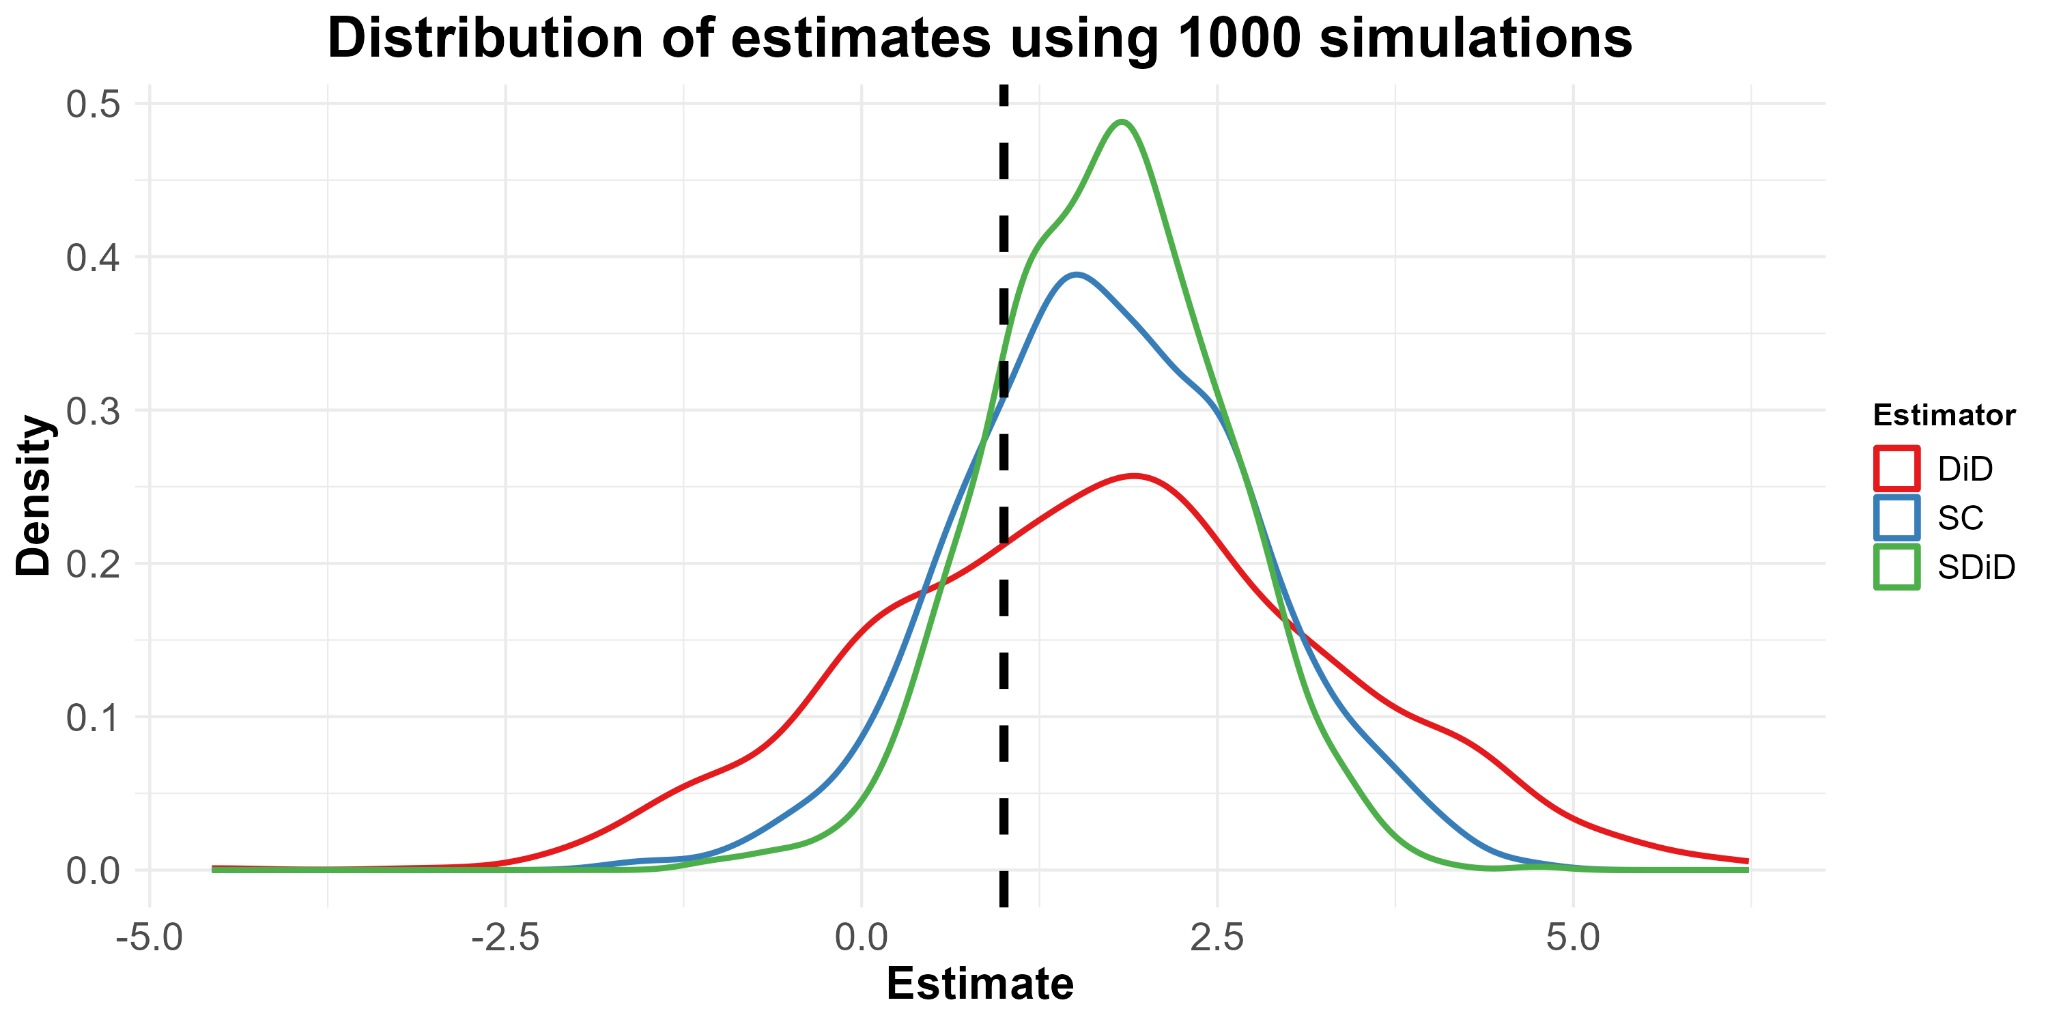 Distribution of estimates using 1000 simulations
0.5
0.4
0.3
0.2
0.1
0.0
Density
-5.0
-2.5
0.0
2.5
5.0
Estimate
Estimator
DiD
SC
SDiD